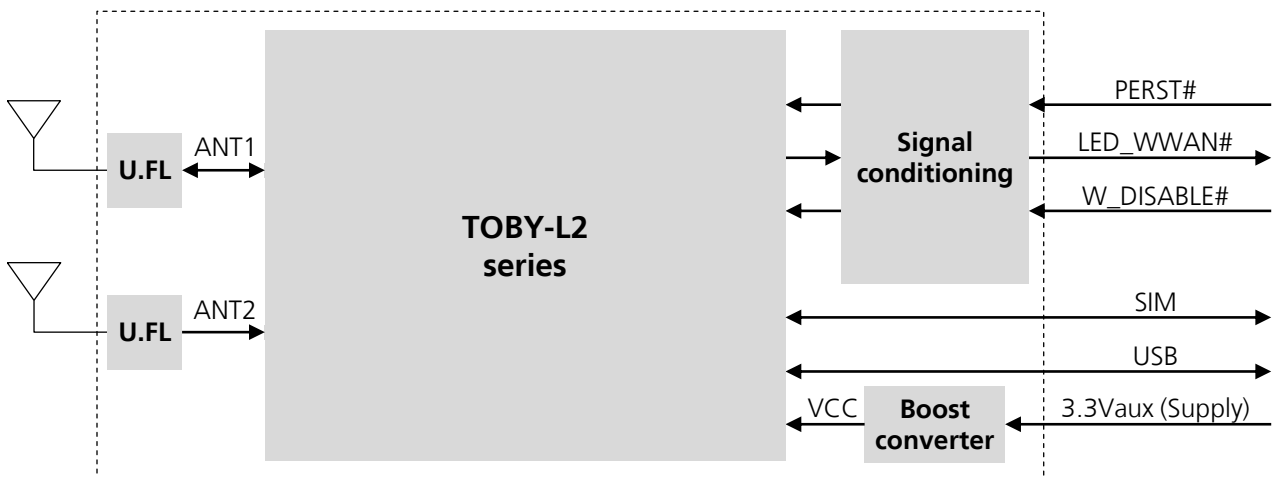 PERST#
ANT1
U.FL
Signal
conditioning
LED_WWAN#
W_DISABLE#
TOBY-L2
series
ANT2
U.FL
SIM
USB
VCC
Boost
converter
3.3Vaux (Supply)